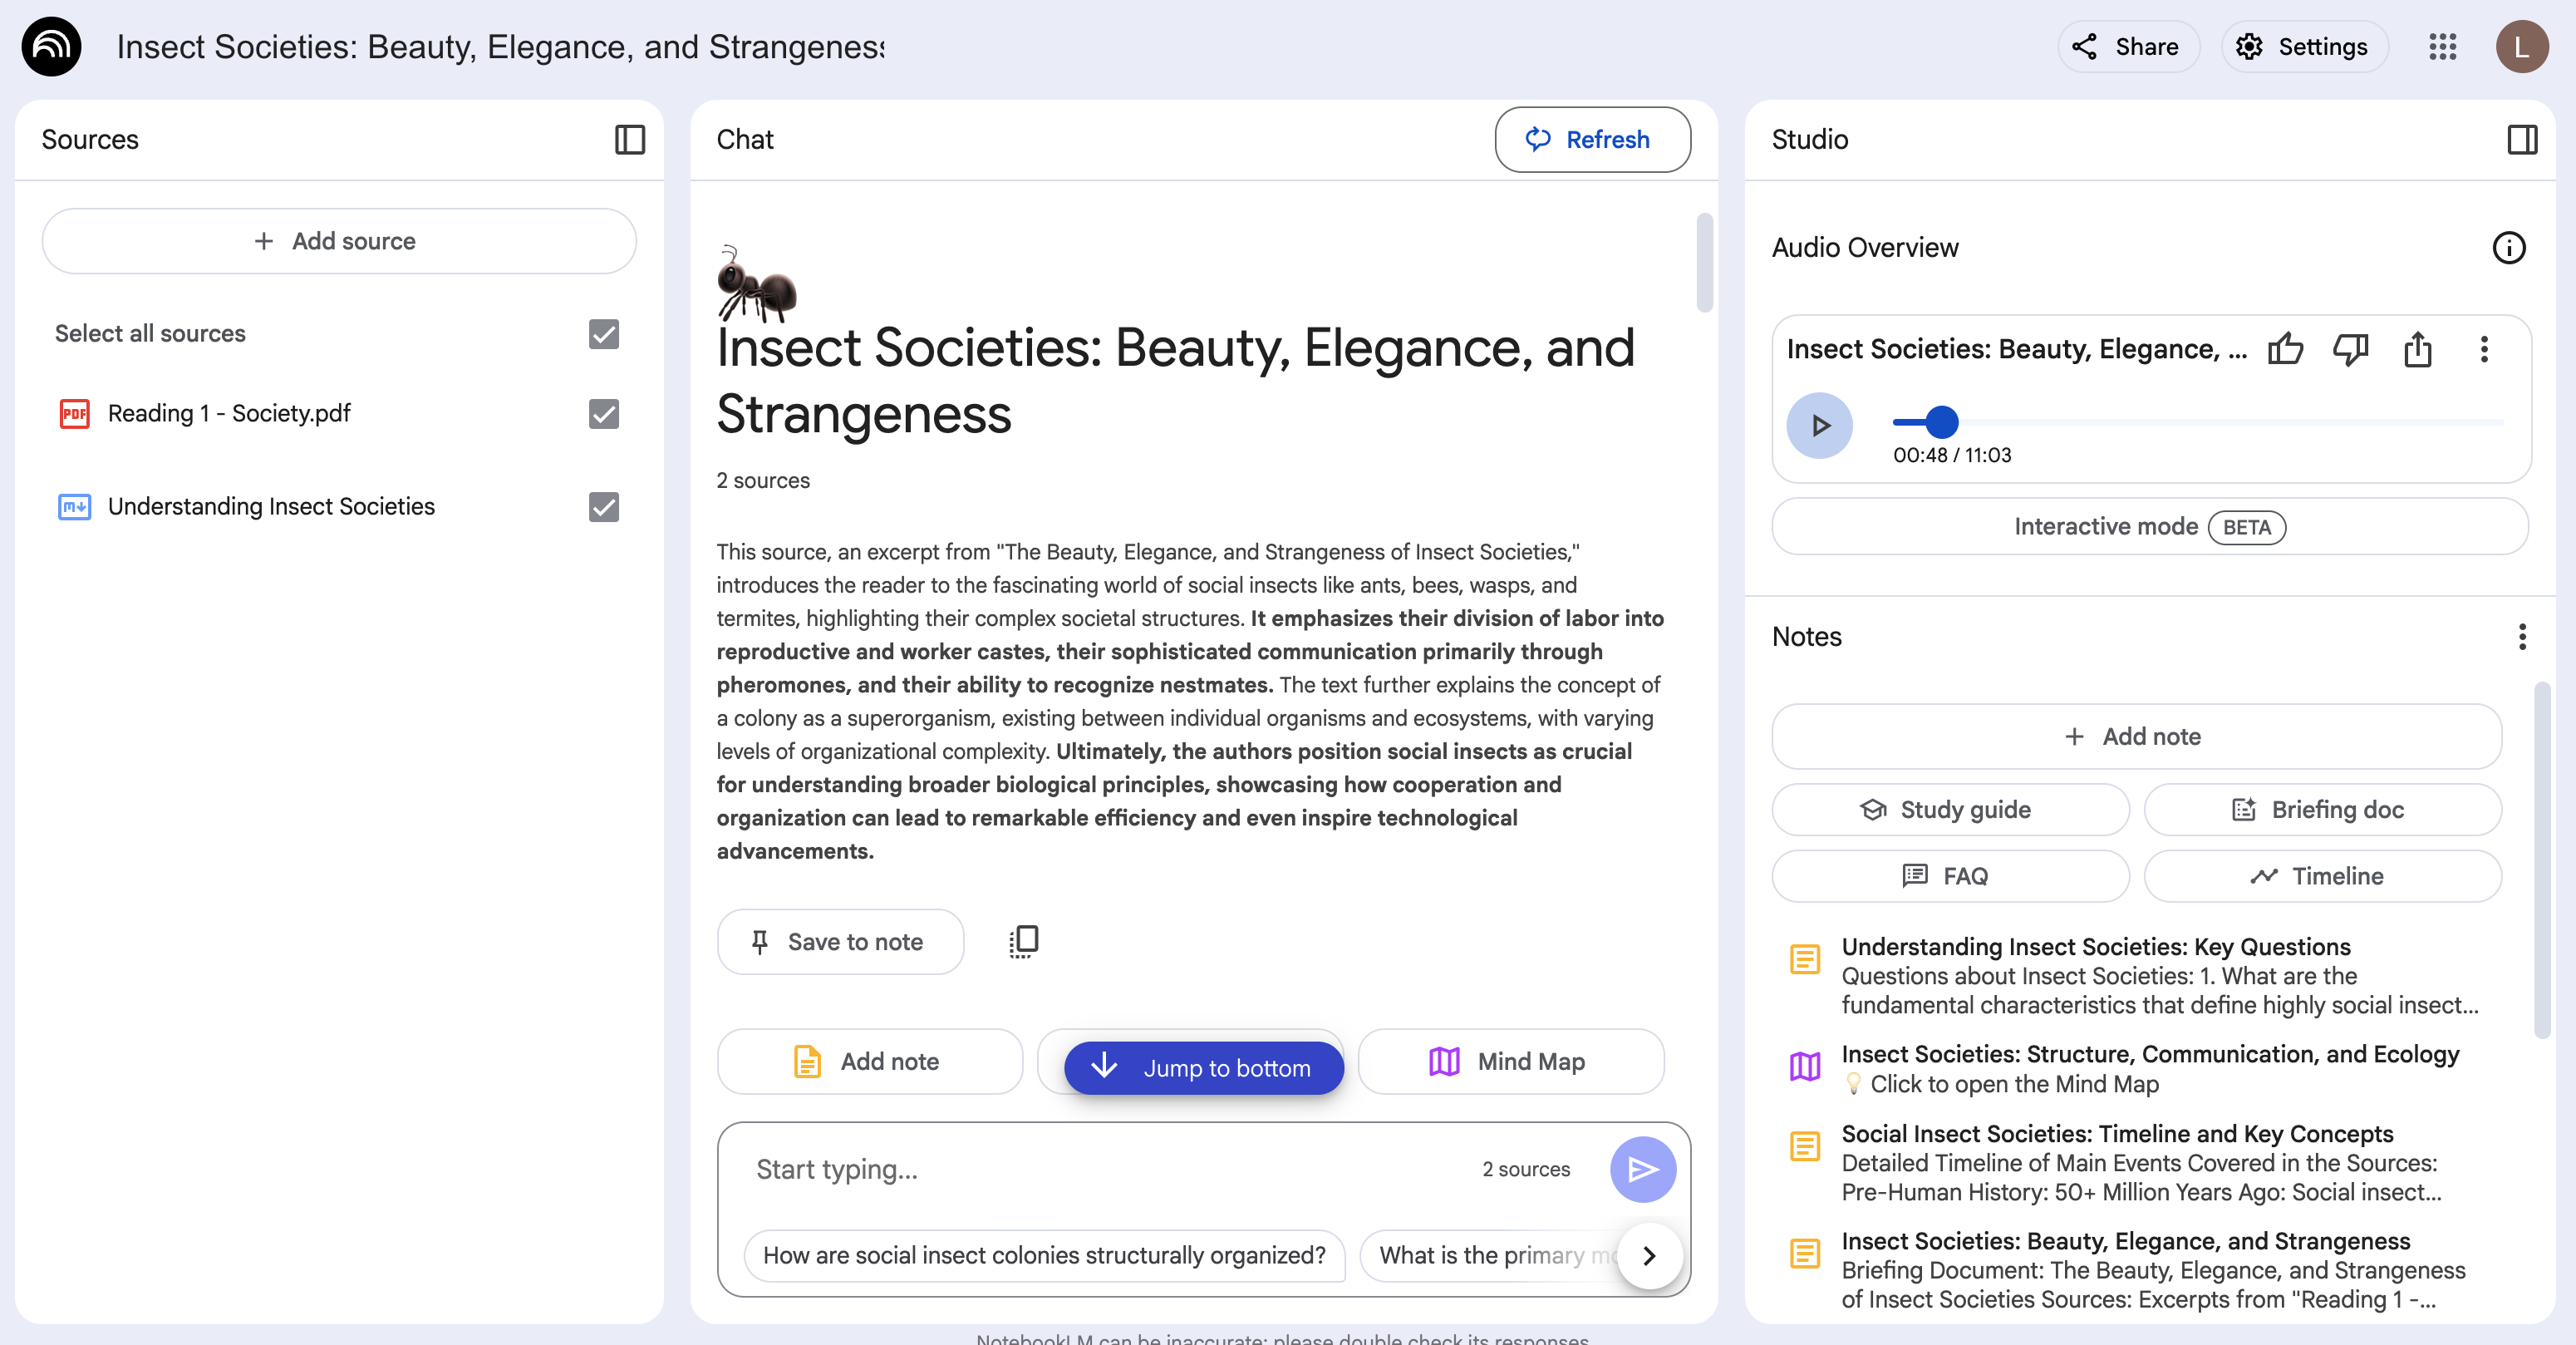 Insect Societies: Beauty, Elegance, and Strangeness
Share
Settings
L
Sources
Add source
Select all sources
PDF
Reading 1 - Society.pdf
Understanding Insect Societies
Chat
Refresh
Insect Societies: Beauty, Elegance, and
Strangeness
2 sources
This source, an excerpt from "The Beauty, Elegance, and Strangeness of Insect Societies,"
introduces the reader to the fascinating world of social insects like ants, bees, wasps, and
termites, highlighting their complex societal structures. It emphasizes their division of labor into
reproductive and worker castes, their sophisticated communication primarily through
pheromones, and their ability to recognize nestmates. The text further explains the concept of
a colony as a superorganism, existing between individual organisms and ecosystems, with varying
levels of organizational complexity. Ultimately, the authors position social insects as crucial
for understanding broader biological principles, showcasing how cooperation and
organization can lead to remarkable efficiency and even inspire technological
advancements.
Save to note
Add note
Jump to bottom
Mind Map
Start typing...
2 sources
How are social insect colonies structurally organized?
What is the primary
NotebookLM can be inaccurate; please double check its responses.
Studio
Audio Overview
Insect Societies: Beauty, Elegance, ...
00:48 / 11:03
Interactive mode BETA
Notes
Add note
Study guide
Briefing doc
FAQ
Timeline
Understanding Insect Societies: Key Questions
Questions about Insect Societies: 1. What are the
fundamental characteristics that define highly social insect...
Insect Societies: Structure, Communication, and Ecology
Click to open the Mind Map
Social Insect Societies: Timeline and Key Concepts
Detailed Timeline of Main Events Covered in the Sources:
Pre-Human History: 50+ Million Years Ago: Social insect...
Insect Societies: Beauty, Elegance, and Strangeness
Briefing Document: The Beauty, Elegance, and Strangeness
of Insect Societies Sources: Excerpts from "Reading 1 -...